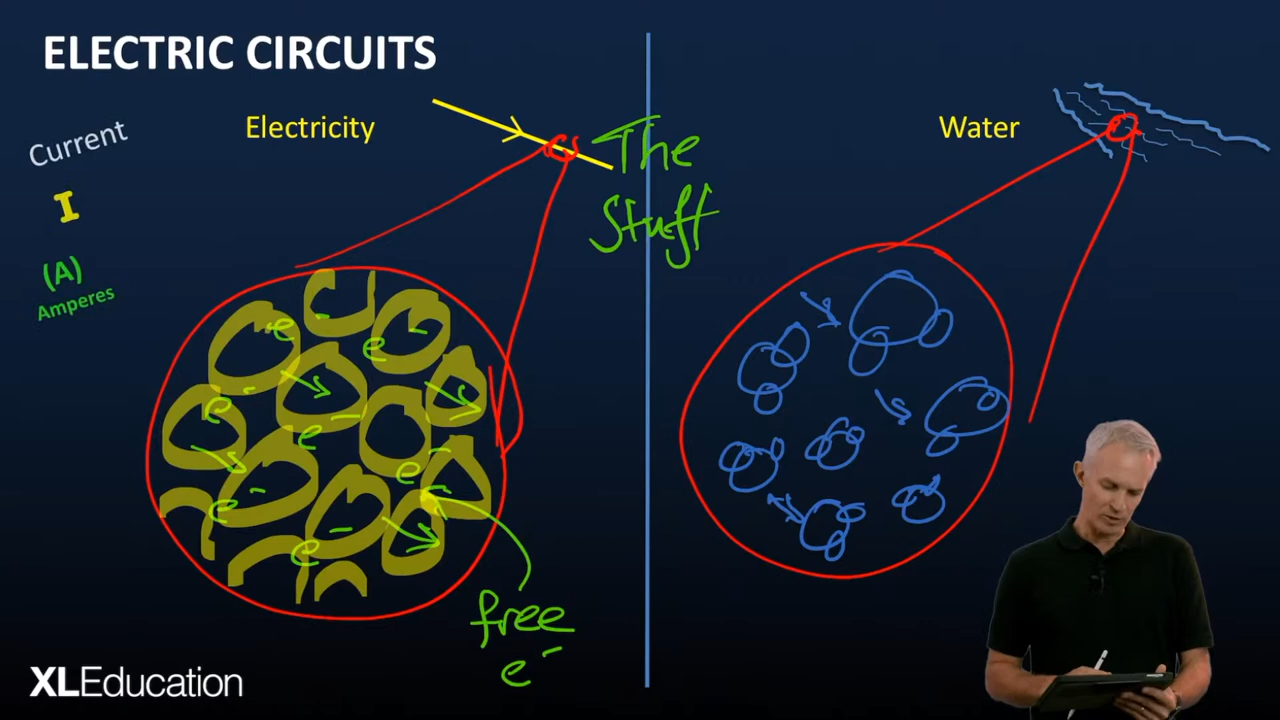 ELECTRIC CIRCUITS
Current
I
(A)
Amperes
Electricity
The
Stuff
Water
e-
e-
e-
e-
e-
e-
e-
free
e-
XLEducation